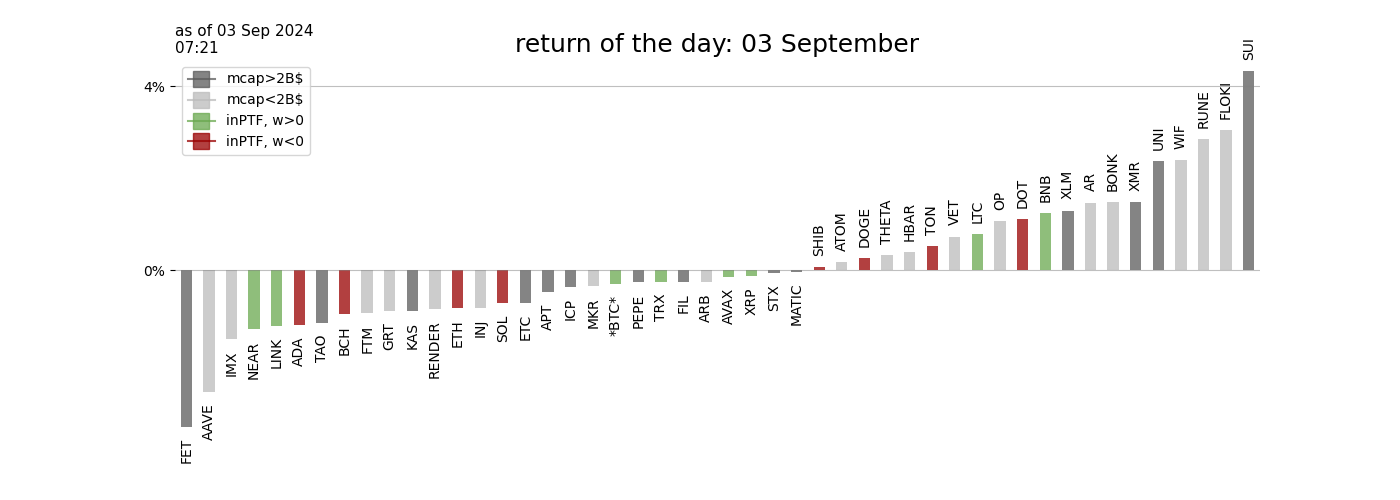 as of 03 Sep 2024
07:21
return of the day: 03 September
4%
0%
mcap>2B$
mcap<2B$
inPTF, w>0
inPTF, w<0
FET
AAVE
IMX
NEAR
LINK
ADA
TAO
BCH
FTM
GRT
KAS
RENDER
ETH
INJ
SOL
ETC
APT
ICP
MKR
*BTC*
PEPE
TRX
FIL
ARB
AVAX
XRP
STX
MATIC
SHIB
ATOM
DOGE
THETA
HBAR
TON
VET
LTC
OP
DOT
BNB
XLM
AR
BONK
XMR
UNI
WIF
RUNE
FLOKI
SUI